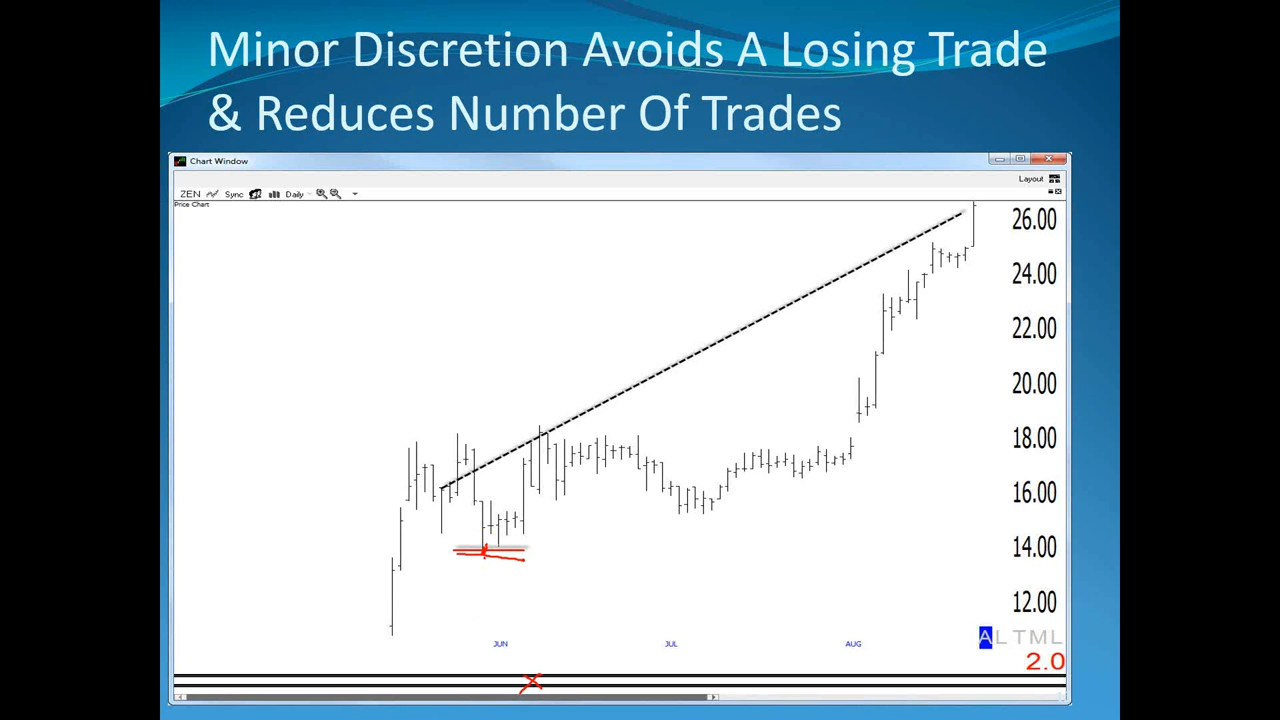 Minor Discretion Avoids A Losing Trade
& Reduces Number Of Trades
Chart Window
Layout
ZEN Sync Daily
Price Chart
26.00
24.00
22.00
20.00
18.00
16.00
14.00
12.00
JUN JUL AUG
A L T M L
2.0